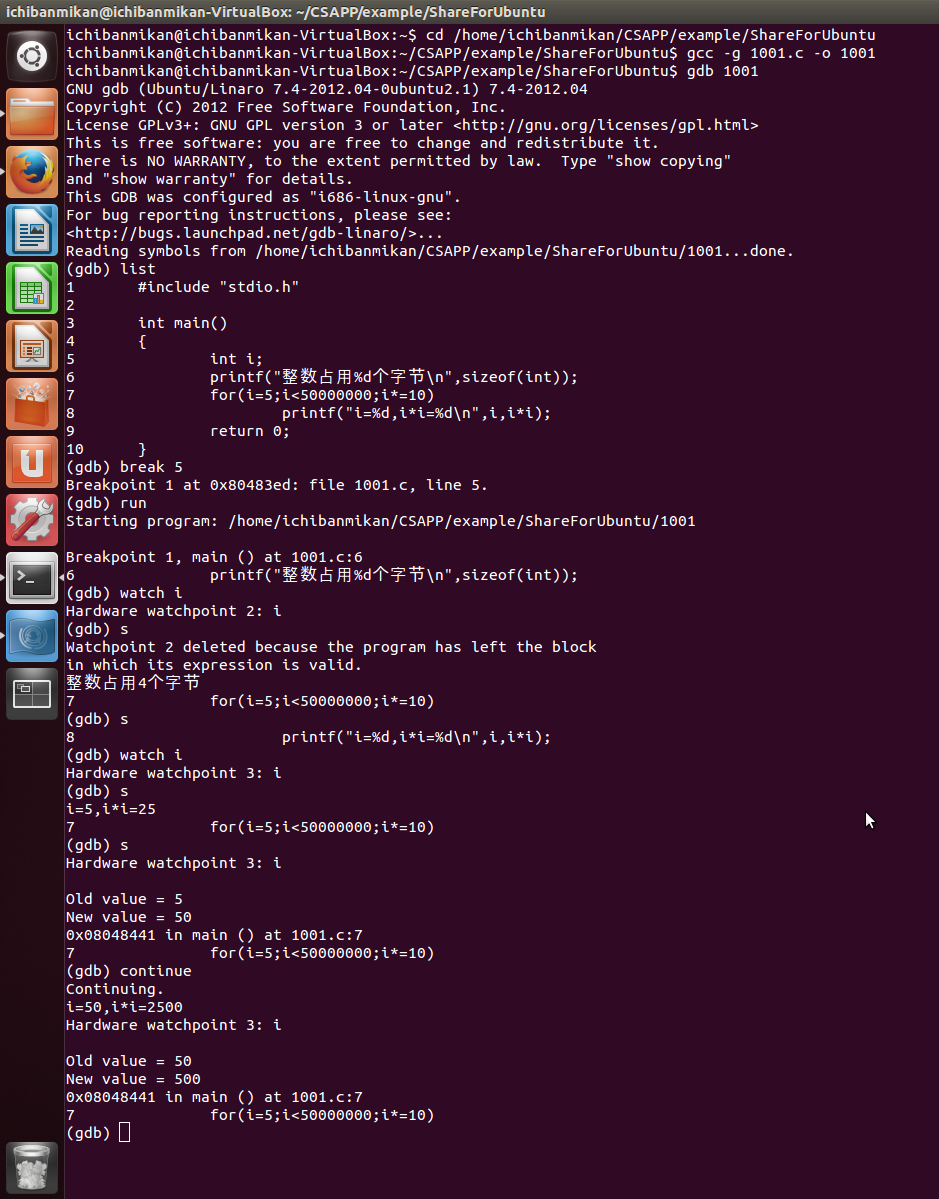 ichibanmikan@ichibanmikan-VirtualBox: ~/CSAPP/example/ShareForUbuntu
ichibanmikan@ichibanmikan-VirtualBox:~$ cd /home/ichibanmikan/CSAPP/example/ShareForUbuntu
ichibanmikan@ichibanmikan-VirtualBox:~/CSAPP/example/ShareForUbuntu$ gcc -g 1001.c -o 1001
ichibanmikan@ichibanmikan-VirtualBox:~/CSAPP/example/ShareForUbuntu$ gdb 1001
GNU gdb (Ubuntu/Linaro 7.4-2012.04-0ubuntu2.1) 7.4-2012.04
Copyright (C) 2012 Free Software Foundation, Inc.
License GPLv3+: GNU GPL version 3 or later <http://gnu.org/licenses/gpl.html>
This is free software: you are free to change and redistribute it.
There is NO WARRANTY, to the extent permitted by law.  Type "show copying"
and "show warranty" for details.
This GDB was configured as "i686-linux-gnu".
For bug reporting instructions, please see:
<http://bugs.launchpad.net/gdb-linaro/>...
Reading symbols from /home/ichibanmikan/CSAPP/example/ShareForUbuntu/1001...done.
(gdb) list
1       #include "stdio.h"
2
3       int main()
4       {
5               int i;
6               printf("整数占用%d个字节\n",sizeof(int));
7               for(i=5;i<50000000;i*=10)
8                       printf("i=%d,i*i=%d\n",i,i*i);
9               return 0;
10      }
(gdb) break 5
Breakpoint 1 at 0x80483ed: file 1001.c, line 5.
(gdb) run
Starting program: /home/ichibanmikan/CSAPP/example/ShareForUbuntu/1001
Breakpoint 1, main () at 1001.c:6
6               printf("整数占用%d个字节\n",sizeof(int));
(gdb) watch i
Hardware watchpoint 2: i
(gdb) s
Watchpoint 2 deleted because the program has left the block
in which its expression is valid.
整数占用4个字节
7               for(i=5;i<50000000;i*=10)
(gdb) s
8                       printf("i=%d,i*i=%d\n",i,i*i);
(gdb) watch i
Hardware watchpoint 3: i
(gdb) s
i=5,i*i=25
7               for(i=5;i<50000000;i*=10)
(gdb) s
Hardware watchpoint 3: i
Old value = 5
New value = 50
0x08048441 in main () at 1001.c:7
7               for(i=5;i<50000000;i*=10)
(gdb) continue
Continuing.
i=50,i*i=2500
Hardware watchpoint 3: i
Old value = 50
New value = 500
0x08048441 in main () at 1001.c:7
7               for(i=5;i<50000000;i*=10)
(gdb)